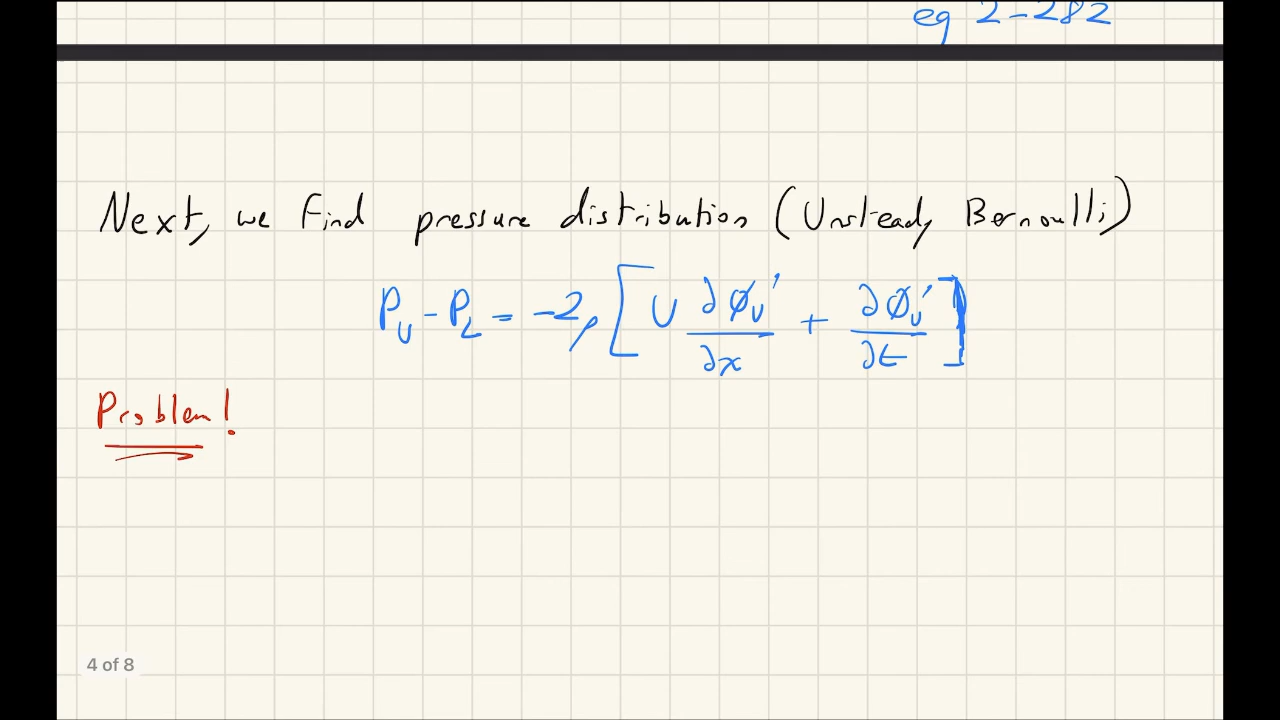 eq 2-282
Next, we find pressure distribution (Unsteady Bernoulli)
P_U - P_L = -2ρ [ U ∂ϕ_U'/∂x + ∂ϕ_U'/∂t ]
Problem!
4 of 8